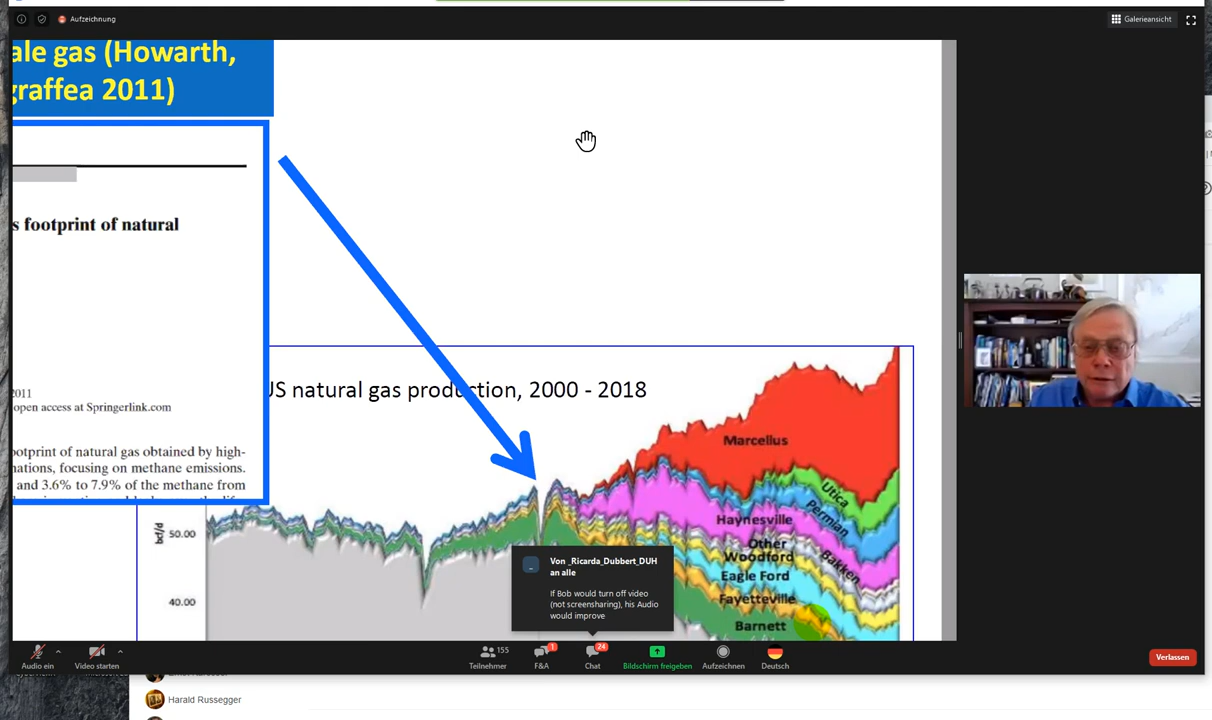 Aufzeichnung
Galerieansicht
ale gas (Howarth,
graffea 2011)
s footprint of natural
2011
open access at Springerlink.com
ootprint of natural gas obtained by high-
nations, focusing on methane emissions.
and 3.6% to 7.9% of the methane from
US natural gas production, 2000 - 2018
Marcellus
Utica
Permian
Haynesville
Other
Woodford
Bakken
Eagle Ford
Fayetteville
Barnett
bcf/d
50.00
40.00
Von _Ricarda_Dubbert_DUH
an alle
If Bob would turn off video
(not screensharing), his Audio
would improve
Audio ein
Video starten
155
Teilnehmer
1
F&A
24
Chat
Bildschirm freigeben
Aufzeichnen
Deutsch
Verlassen
Harald Russegger